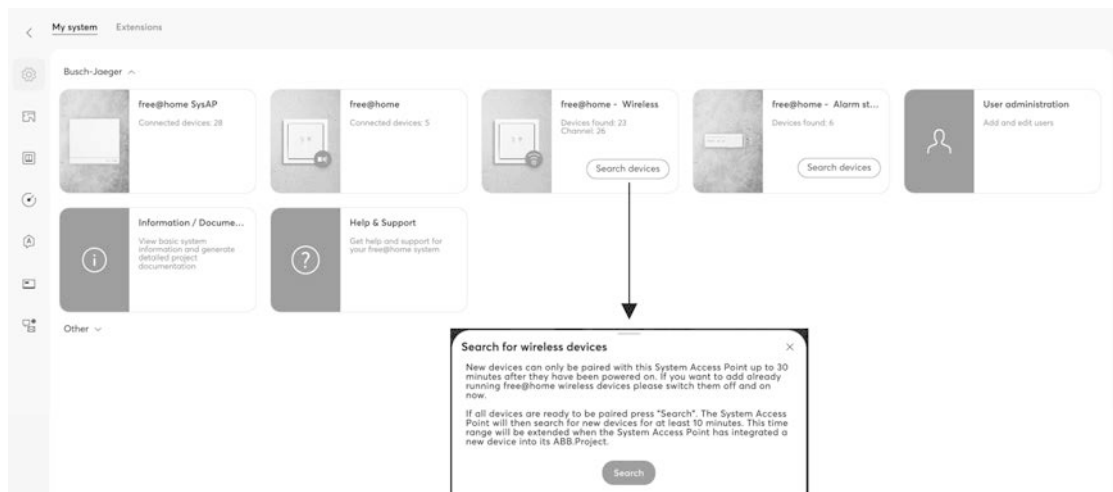 My system Extensions
Busch-Jaeger
free@home SysAP
Connected devices: 28
free@home
Connected devices: 5
free@home - Wireless
Devices found: 23
Channel: 26
Search devices
free@home - Alarm st...
Devices found: 6
Search devices
User administration
Add and edit users
Information / Docume...
View basic system
information and generate
detailed project
documentation
Help & Support
Get help and support for
your free@home system
Other
Search for wireless devices
New devices can only be paired with this System Access Point up to 30
minutes after they have been powered on. If you want to add already
running free@home wireless devices please switch them off and on
now.
If all devices are ready to be paired press "Search". The System Access
Point will then search for new devices for at least 10 minutes. This time
range will be extended when the System Access Point has integrated a
new device into its ABB.Project.
Search